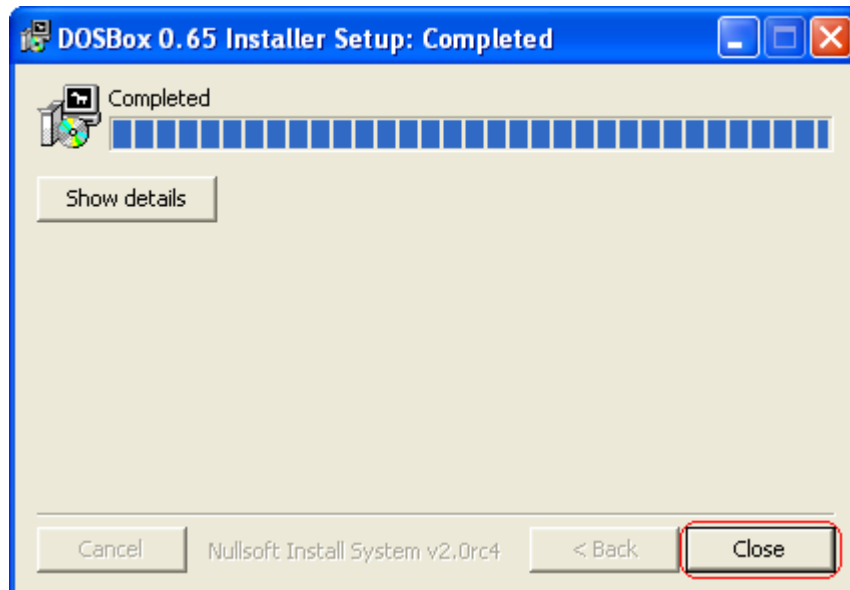 DOSBox 0.65 Installer Setup: Completed
Completed
Show details
Cancel Nullsoft Install System v2.0rc4 < Back Close